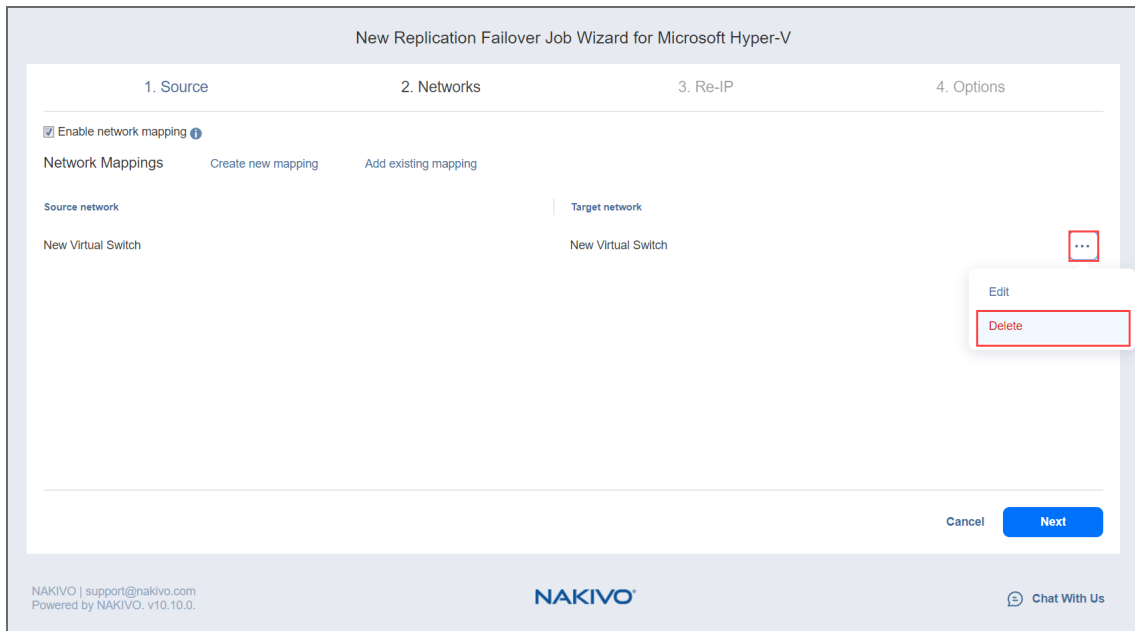 New Replication Failover Job Wizard for Microsoft Hyper-V
1. Source 2. Networks 3. Re-IP 4. Options
Enable network mapping
Network Mappings Create new mapping Add existing mapping
Source network Target network
New Virtual Switch New Virtual Switch
Edit
Delete
Cancel Next
NAKIVO | support@nakivo.com
Powered by NAKIVO. v10.10.0.
NAKIVO®
Chat With Us